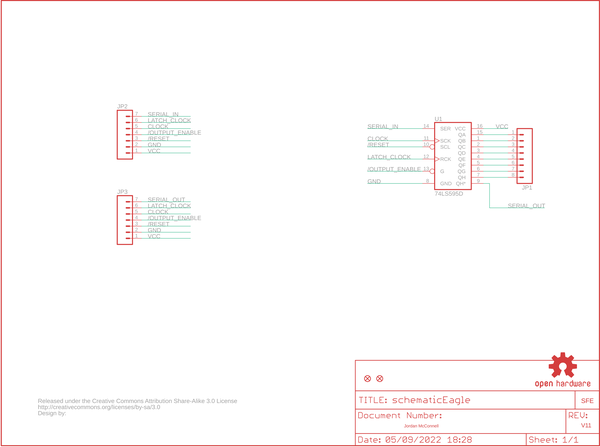 JP2
7 SERIAL_IN
6 LATCH_CLOCK
5 CLOCK
4 /OUTPUT_ENABLE
3 /RESET
2 GND
1 VCC
JP3
7 SERIAL_OUT
6 LATCH_CLOCK
5 CLOCK
4 /OUTPUT_ENABLE
3 /RESET
2 GND
1 VCC
U1
SERIAL_IN 14 SER VCC 16 VCC
15 QA 1
CLOCK 11 SCK QB 1 2
/RESET 10 SCL QC 2 3
QD 3 4
LATCH_CLOCK 12 RCK QE 4 5
QF 5 6
/OUTPUT_ENABLE 13 G QG 6 7
QH 7 8
GND 8 GND QH* 9
JP1
74LS595D
SERIAL_OUT
open hardware
TITLE: schematicEagle
SFE
Document Number:
Jordan McConnell
REV:
V11
Date: 05/09/2022 18:28
Sheet: 1/1
Released under the Creative Commons Attribution Share-Alike 3.0 License
http://creativecommons.org/licenses/by-sa/3.0
Design by: